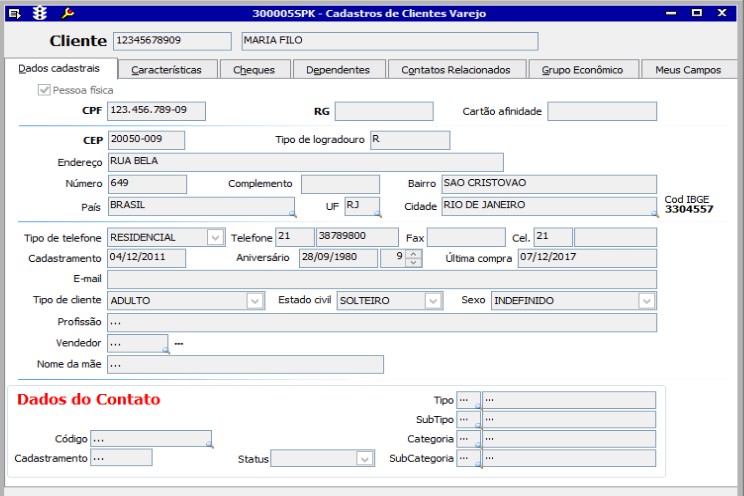 300005SPK - Cadastros de Clientes Varejo
Cliente 12345678909 MARIA FILO
Dados cadastrais Características Cheques Dependentes Contatos Relacionados Grupo Econômico Meus Campos
Pessoa física
CPF 123.456.789-09 RG Cartão afinidade
CEP 20050-009 Tipo de logradouro R
Endereço RUA BELA
Número 649 Complemento Bairro SAO CRISTOVAO
País BRASIL UF RJ Cidade RIO DE JANEIRO Cod IBGE
3304557
Tipo de telefone RESIDENCIAL Telefone 21 38789800 Fax Cel. 21
Cadastramento 04/12/2011 Aniversário 28/09/1980 9 Última compra 07/12/2017
E-mail
Tipo de cliente ADULTO Estado civil SOLTEIRO Sexo INDEFINIDO
Profissão ...
Vendedor ... ...
Nome da mãe ...
Dados do Contato
Tipo ... ...
SubTipo ... ...
Código ... Categoria ... ...
Cadastramento ... Status SubCategoria ... ...